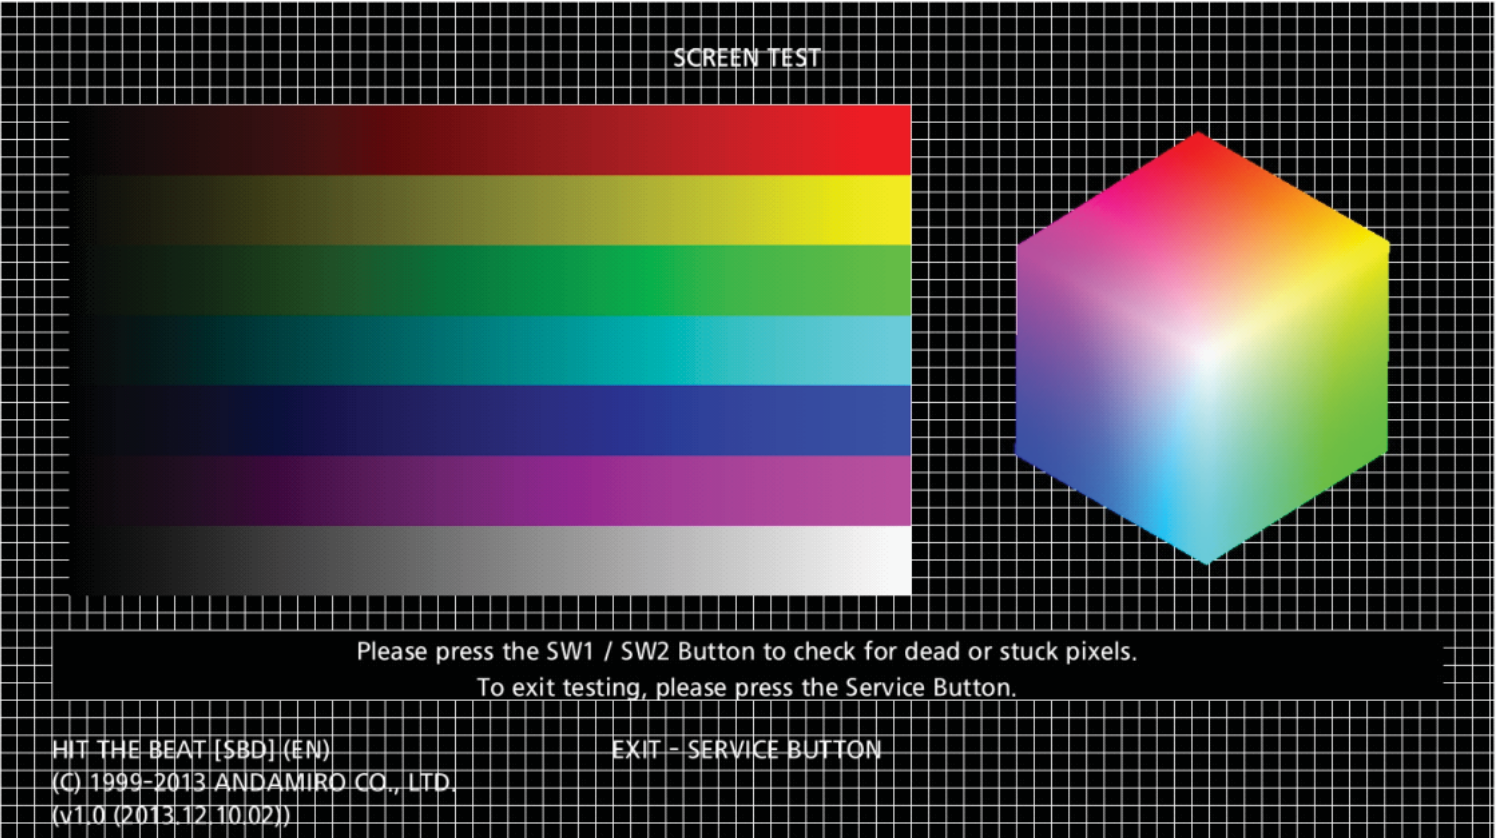 SCREEN TEST
Please press the SW1 / SW2 Button to check for dead or stuck pixels.
To exit testing, please press the Service Button.
HIT THE BEAT [SBD] (EN)
EXIT - SERVICE BUTTON
(C) 1999-2013 ANDAMIRO CO., LTD.
(v1.0 (2013.12.10.02))